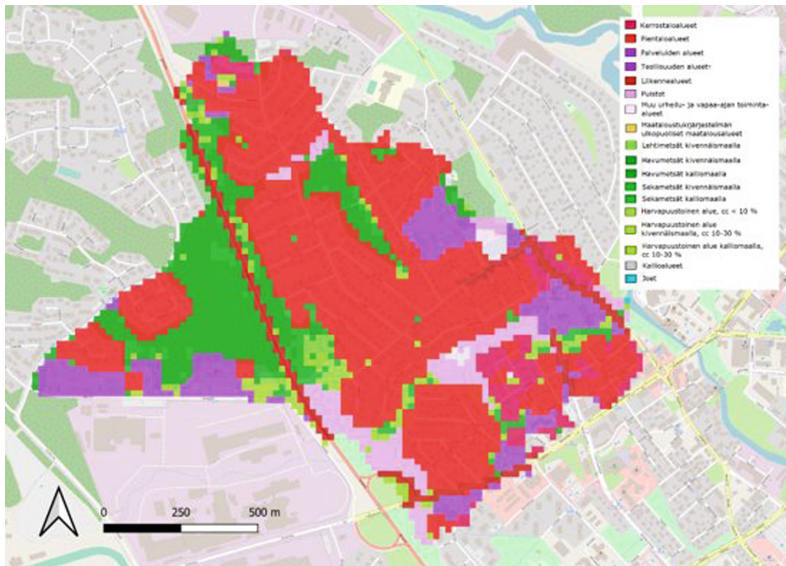 Kerrostaloalueet
Pientaloalueet
Palveluiden alueet
Teollisuuden alueet
Liikennealueet
Puistot
Muu urheilu- ja vapaa-ajan toiminta-
alueet
Maataloustukijärjestelmän
ulkopuoliset maatalousalueet
Lehtimetsät kivennäismaalla
Havumetsät kivennäismaalla
Havumetsät kalliomaalla
Sekametsät kivennäismaalla
Sekametsät kalliomaalla
Harvapuustoinen alue, cc < 10 %
Harvapuustoinen alue
kivennäismaalla, cc 10-30 %
Harvapuustoinen alue kalliomaalla,
cc 10-30 %
Kallioalueet
Joet
0 250 500 m